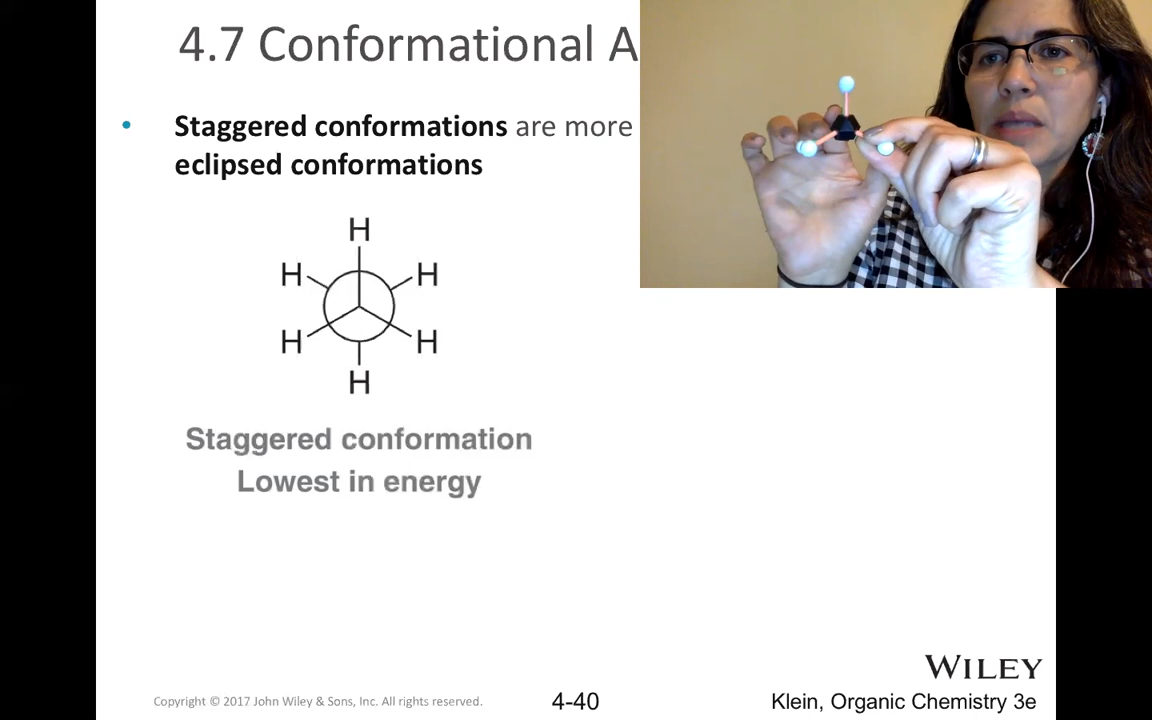 4.7 Conformational A
• Staggered conformations are more
eclipsed conformations
H
H H
H H
H
Staggered conformation
Lowest in energy
WILEY
Copyright © 2017 John Wiley & Sons, Inc. All rights reserved. 4-40 Klein, Organic Chemistry 3e